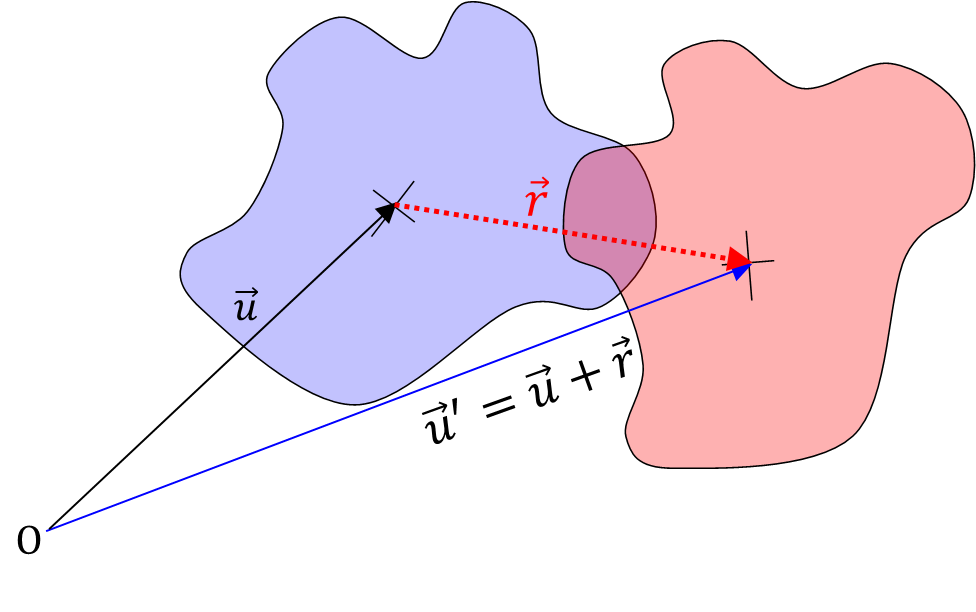 r⃗
u⃗
u⃗′ = u⃗ + r⃗
O